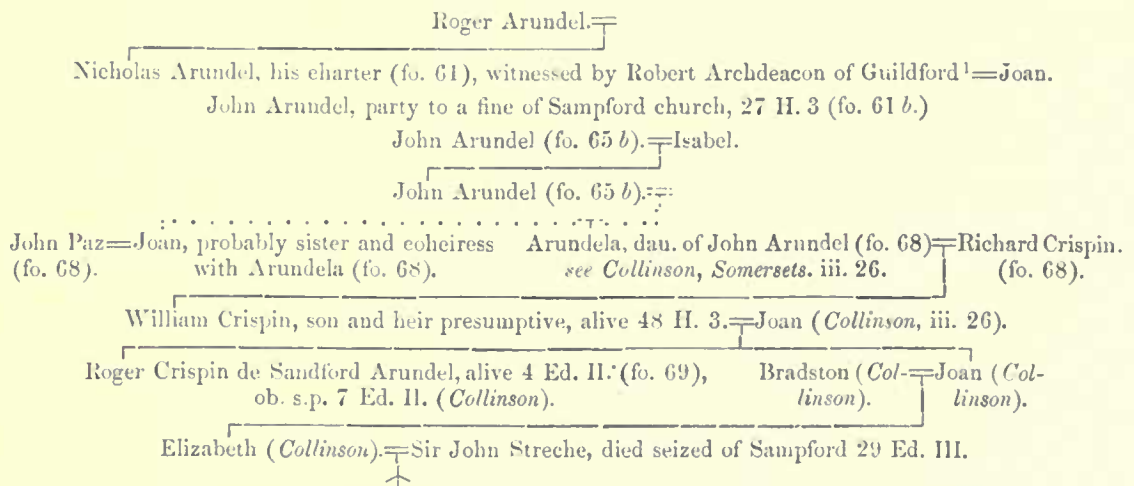 Roger Arundel.
Nicholas Arundel, his charter (fo. 61), witnessed by Robert Archdeacon of Guildford¹=Joan.
John Arundel, party to a fine of Sampford church, 27 H. 3 (fo. 61 b.)
John Arundel (fo. 65 b).=Isabel.
John Arundel (fo. 65 b).
John Paz=Joan, probably sister and coheiress Arundela, dau. of John Arundel (fo. 68)=Richard Crispin.
(fo. 68). with Arundela (fo. 68). see Collinson, Somersets. iii. 26. (fo. 68).
William Crispin, son and heir presumptive, alive 48 H. 3.=Joan (Collinson, iii. 26).
Roger Crispin de Sandford Arundel, alive 4 Ed. II. (fo. 69), Bradston (Col-=Joan (Col-
ob. s.p. 7 Ed. II. (Collinson). linson). linson).
Elizabeth (Collinson).=Sir John Streche, died seized of Sampford 29 Ed. III.